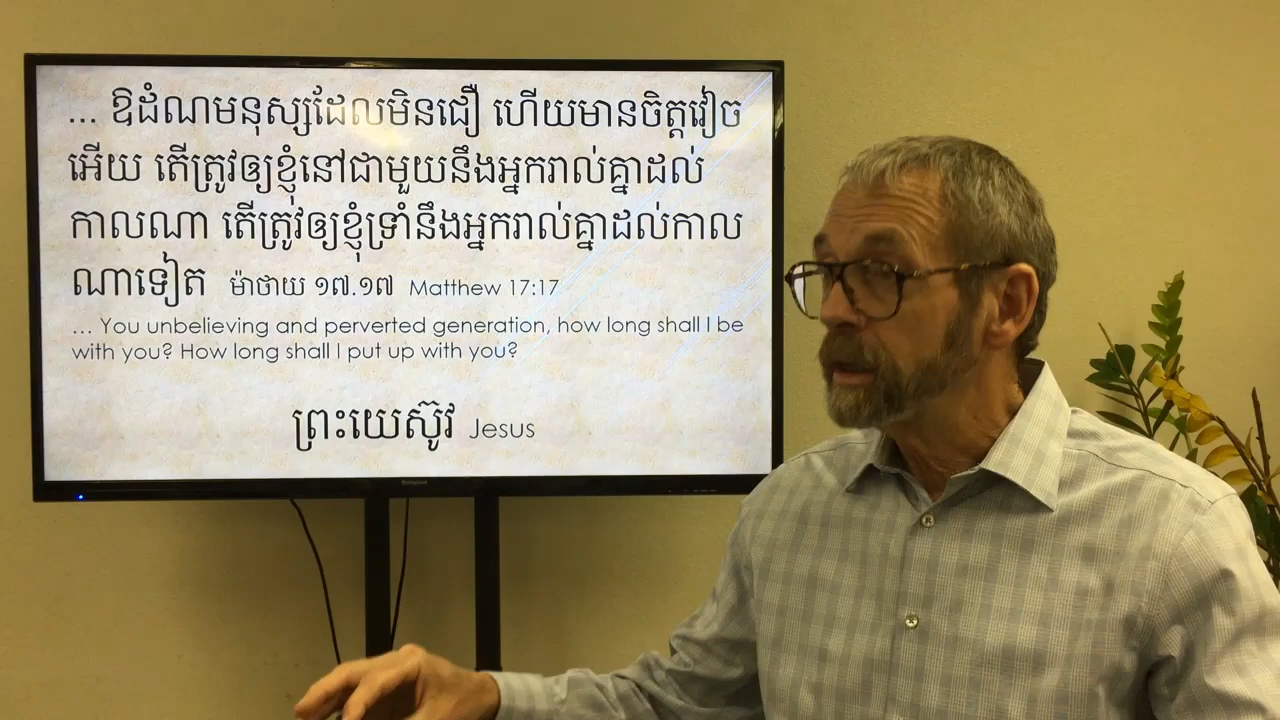 ... ឱដំណមនុស្សដែលមិនជឿ ហើយមានចិត្តវៀច
អើយ តើត្រូវឲ្យខ្ញុំនៅជាមួយនឹងអ្នករាល់គ្នាដល់
កាលណា តើត្រូវឲ្យខ្ញុំទ្រាំនឹងអ្នករាល់គ្នាដល់កាល
ណាទៀត ម៉ាថាយ ១៧.១៧ Matthew 17:17
... You unbelieving and perverted generation, how long shall I be
with you? How long shall I put up with you?
ព្រះយេស៊ូវ Jesus